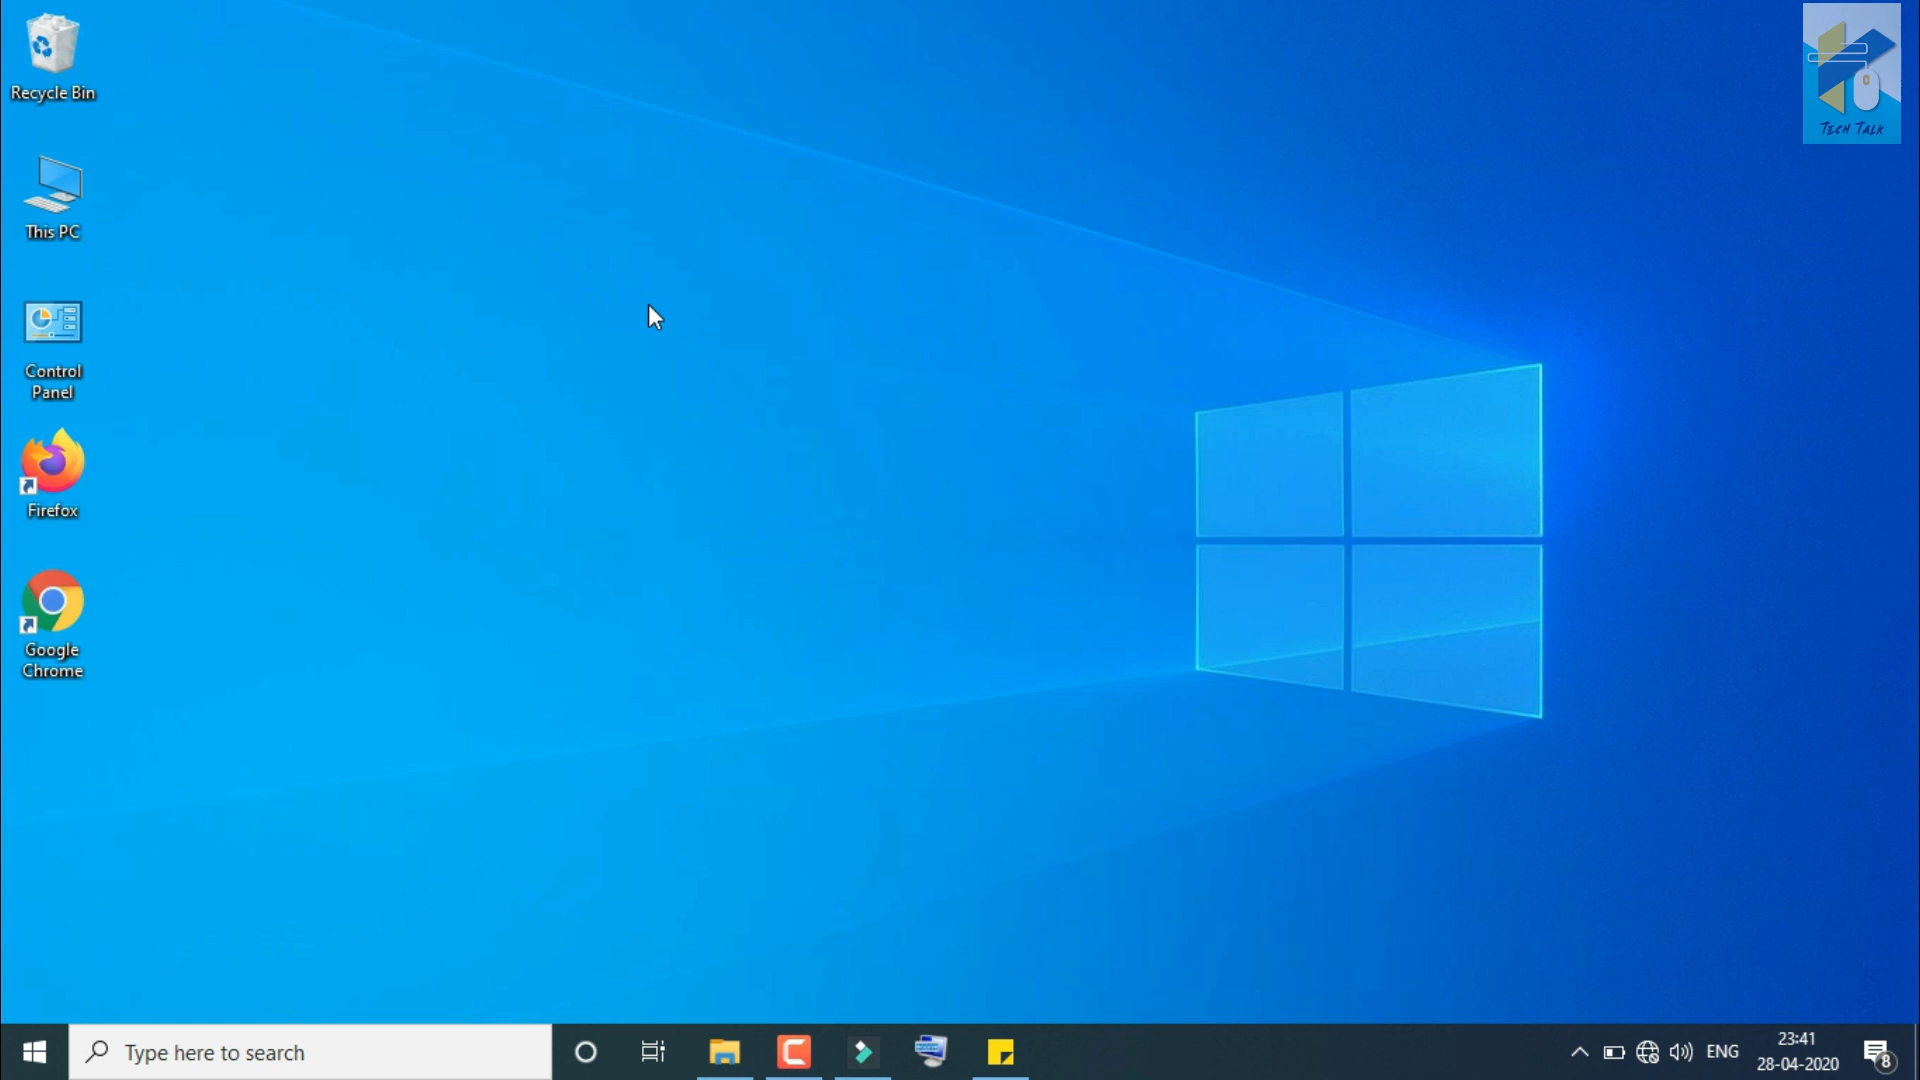 Recycle Bin
TECH TALK
This PC
Control
Panel
Firefox
Google
Chrome
Type here to search
ENG
23:41
28-04-2020
8